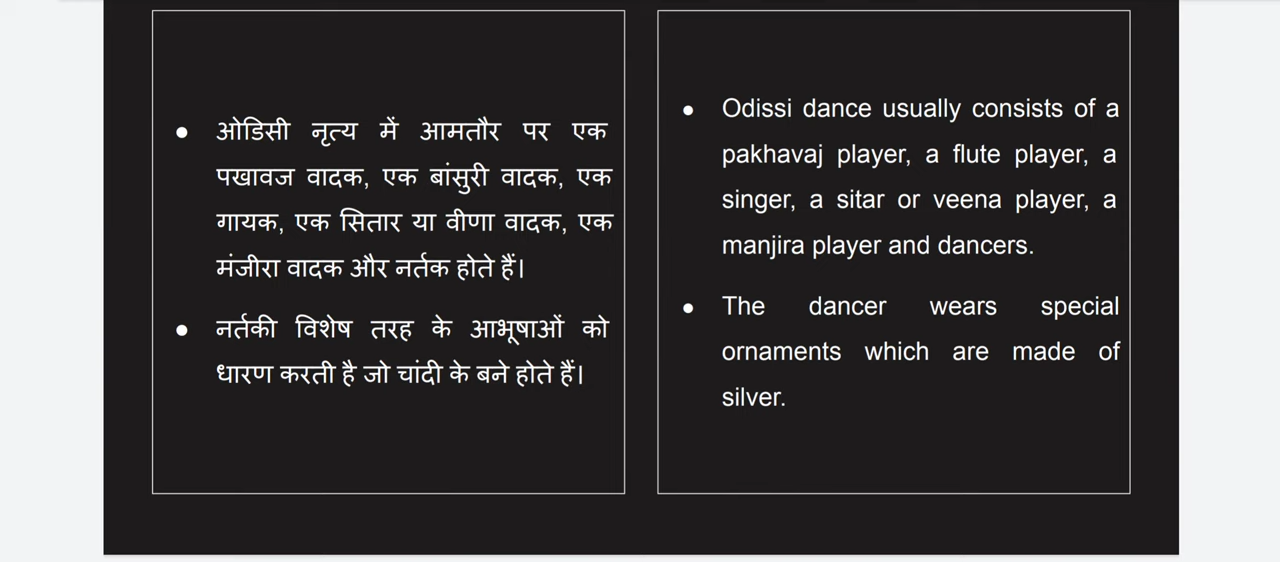 ● ओडिसी नृत्य में आमतौर पर एक
पखावज वादक, एक बांसुरी वादक, एक
गायक, एक सितार या वीणा वादक, एक
मंजीरा वादक और नर्तक होते हैं।
● नर्तकी विशेष तरह के आभूषाओं को
धारण करती है जो चांदी के बने होते हैं।
● Odissi dance usually consists of a
pakhavaj player, a flute player, a
singer, a sitar or veena player, a
manjira player and dancers.
● The dancer wears special
ornaments which are made of
silver.